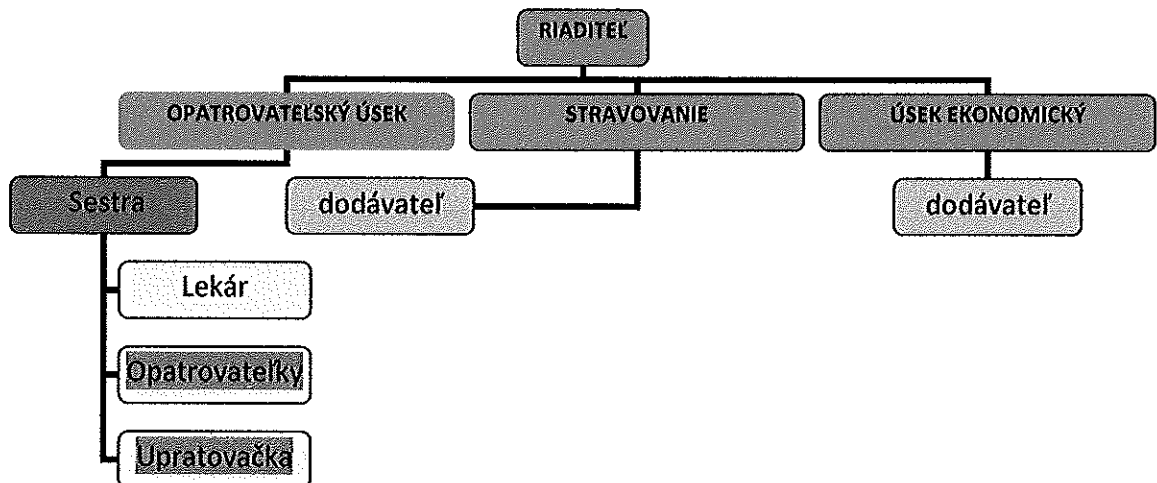 RIADITEĽ
OPATROVATEĽSKÝ ÚSEK
STRAVOVANIE
ÚSEK EKONOMICKÝ
Sestra
dodávateľ
dodávateľ
Lekár
Opatrovateľky
Upratovačka